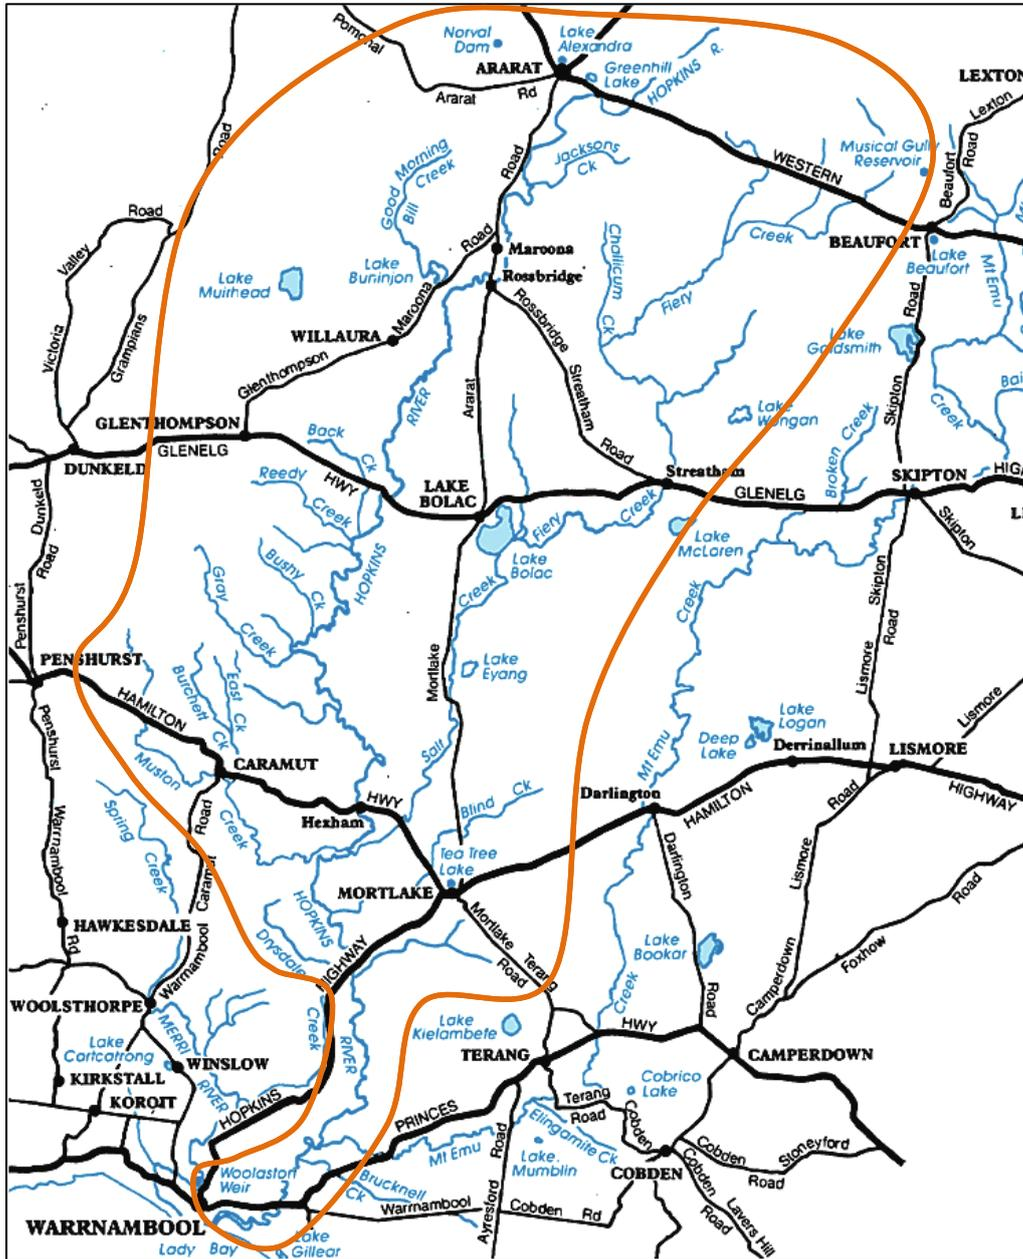 Pomonal
Norval
Dam
Lake
Alexandra
ARARAT
Greenhill
Lake
HOPKINS R.
LEXTON
Ararat Rd
Lexton
Road
Road
Good Morning
Bill Creek
Road
Jacksons
Ck
Musical Gully
Reservoir
WESTERN
Beaufort
Road
Valley
Road
Maroona
Rossbridge
Challicum
Ck
Creek
BEAUFORT
Lake
Beaufort
Mt Emu
Lake
Muirhead
Lake
Buninjon
Maroona
Rossbridge
Fiery
Road
Victoria
Grampians
WILLAURA
Lake
Goldsmith
Glenthompson
RIVER
Ararat
Streatham
Skipton
Creek
Lake
Wongan
Broken Creek
GLENTHOMPSON
GLENELG
Back
Ck
Road
DUNKELD
Reedy
Creek
HWY
LAKE
BOLAC
Streatham
GLENELG
SKIPTON
Dunkeld
Road
Fiery
Creek
Lake
McLaren
Skipton
Lake
Bolac
Bushy
Ck
HOPKINS
Gray
Creek
Creek
Creek
Skipton
Road
Penshurst
PENSHURST
Mortlake
Lake
Eyang
Lismore
Lismore
HAMILTON
Burchett
Ck
East Ck
Penshurst
Salt
Mt Emu
Lake
Logan
Deep
Lake
Derrinallum
LISMORE
Muston
Creek
CARAMUT
Road
HWY
Blind Ck
Darlington
HAMILTON
Road
HIGHWAY
Spring
Creek
Hexham
Tea Tree
Lake
Warrnambool
Rd
Caramut
Warrnambool
MORTLAKE
Darlington
Road
Lismore
Camperdown
Road
Foxhow
HAWKESDALE
HOPKINS
Drysdale
Creek
HIGHWAY
Mortlake
Terang
Road
Lake
Bookar
Creek
WOOLSTHORPE
MERRI
RIVER
RIVER
Lake
Kielambete
HWY
Lake
Cartcatrong
WINSLOW
TERANG
CAMPERDOWN
KIRKSTALL
KOROIT
Cobrico
Lake
HOPKINS
PRINCES
Terang
Road
Cobden
Elingamite Ck
Mt Emu
Lake
Mumblin
Road
Ayresford
Cobden
Stoneyford
Road
COBDEN
Woolaston
Weir
Brucknell
Ck
Warrnambool
Cobden Rd
Cobden
Road
Lavers Hill
WARRNAMBOOL
Lady Bay
Lake
Gillear